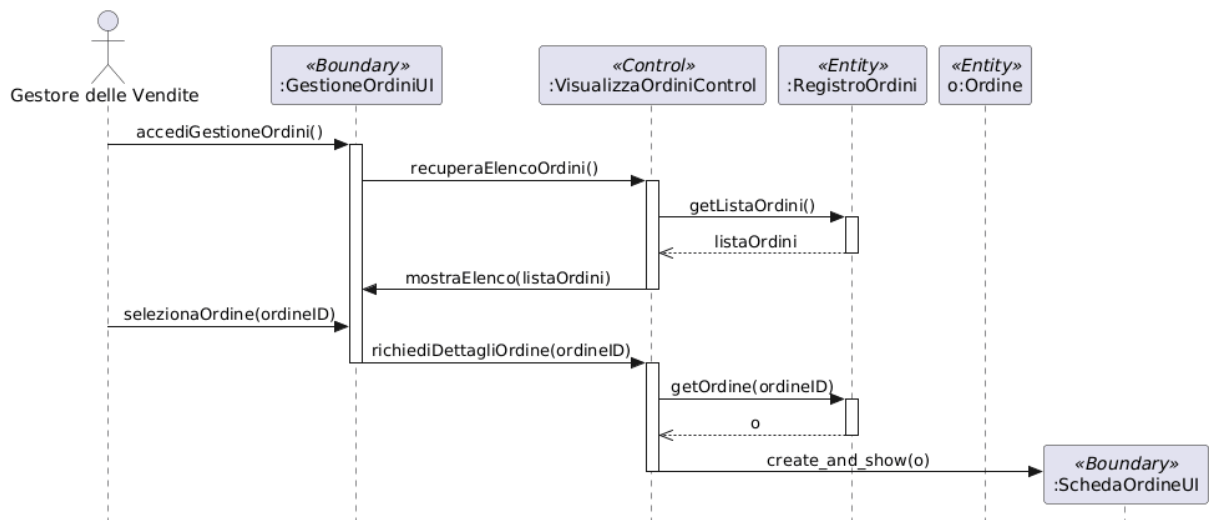 Gestore delle Vendite
«Boundary»
:GestioneOrdiniUI
«Control»
:VisualizzaOrdiniControl
«Entity»
:RegistroOrdini
«Entity»
o:Ordine
accediGestioneOrdini()
recuperaElencoOrdini()
getListaOrdini()
listaOrdini
mostraElenco(listaOrdini)
selezionaOrdine(ordineID)
richiediDettagliOrdine(ordineID)
getOrdine(ordineID)
o
create_and_show(o)
«Boundary»
:SchedaOrdineUI